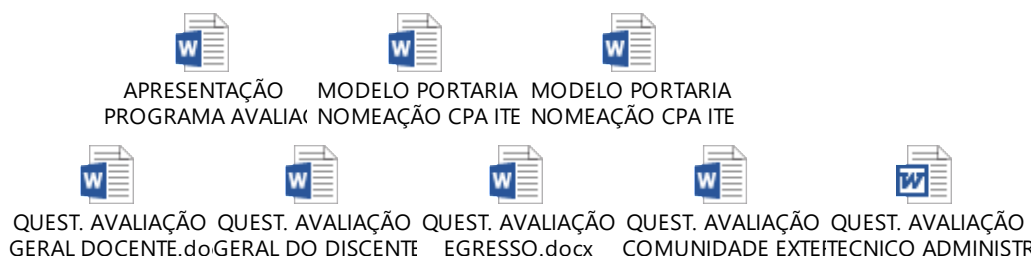 APRESENTAÇÃO MODELO PORTARIA MODELO PORTARIA
PROGRAMA AVALIAÇ NOMEAÇÃO CPA ITE NOMEAÇÃO CPA ITE
QUEST. AVALIAÇÃO QUEST. AVALIAÇÃO QUEST. AVALIAÇÃO QUEST. AVALIAÇÃO QUEST. AVALIAÇÃO
GERAL DOCENTE.do GERAL DO DISCENTE EGRESSO.docx COMUNIDADE EXTE TECNICO ADMINISTR